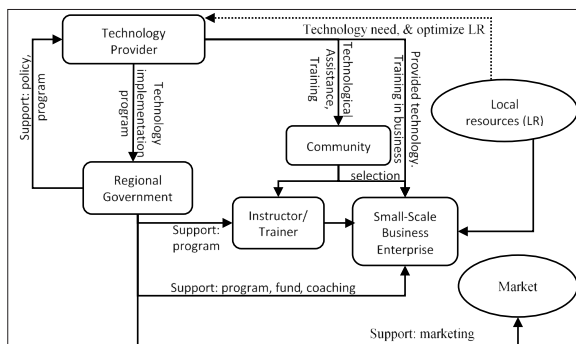 Technology
Provider
Technology need, & optimize LR
Support: policy,
program
Technology
implementation
program
Technological
Assistance,
Training
Provided technology.
Training in business
Local
resources (LR)
Community
selection
Regional
Government
Support:
program
Instructor/
Trainer
Small-Scale
Business
Enterprise
Support: program, fund, coaching
Market
Support: marketing